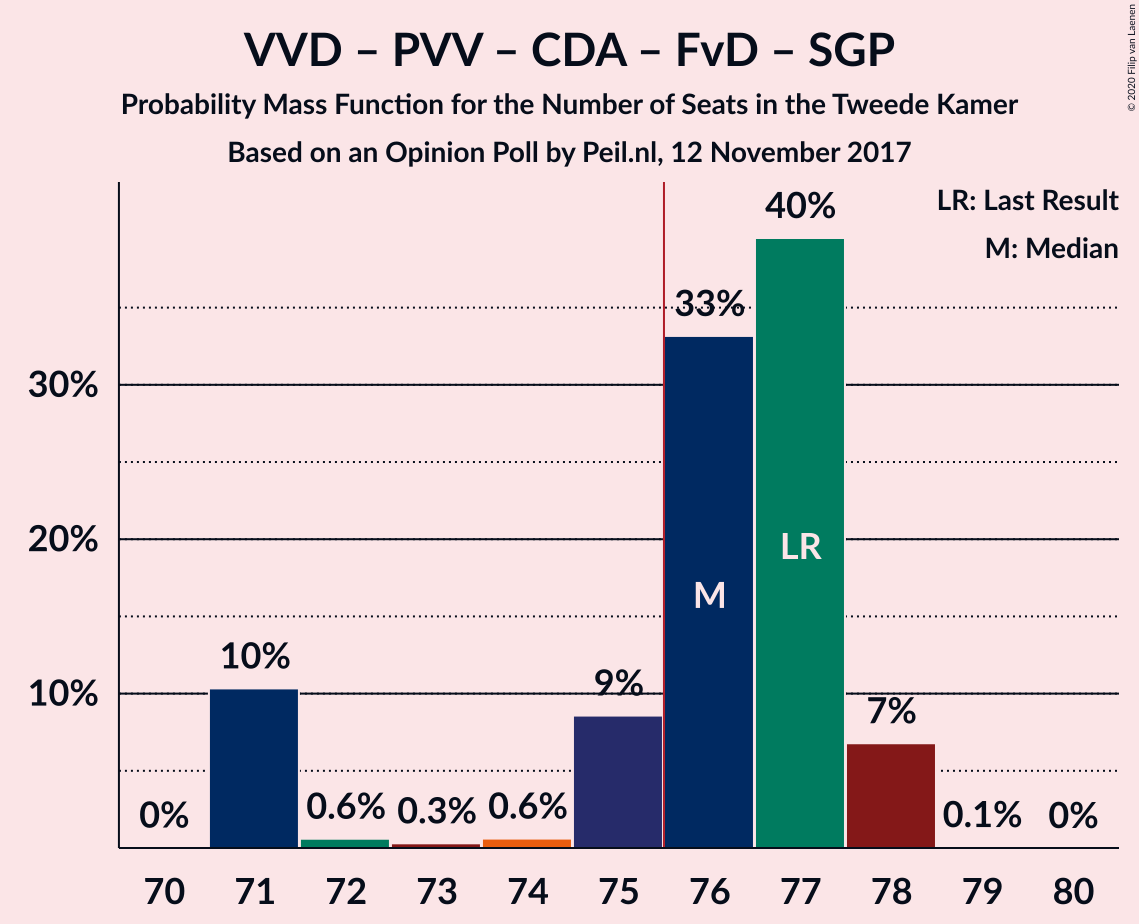 VVD – PVV – CDA – FvD – SGP
Probability Mass Function for the Number of Seats in the Tweede Kamer
Based on an Opinion Poll by Peil.nl, 12 November 2017
© 2020 Filip van Laenen
LR: Last Result
M: Median
40%
33%
30%
LR
20%
M
10%
9%
10%
7%
0%
0.6%
0.3%
0.6%
0.1%
0%
70 71 72 73 74 75 76 77 78 79 80